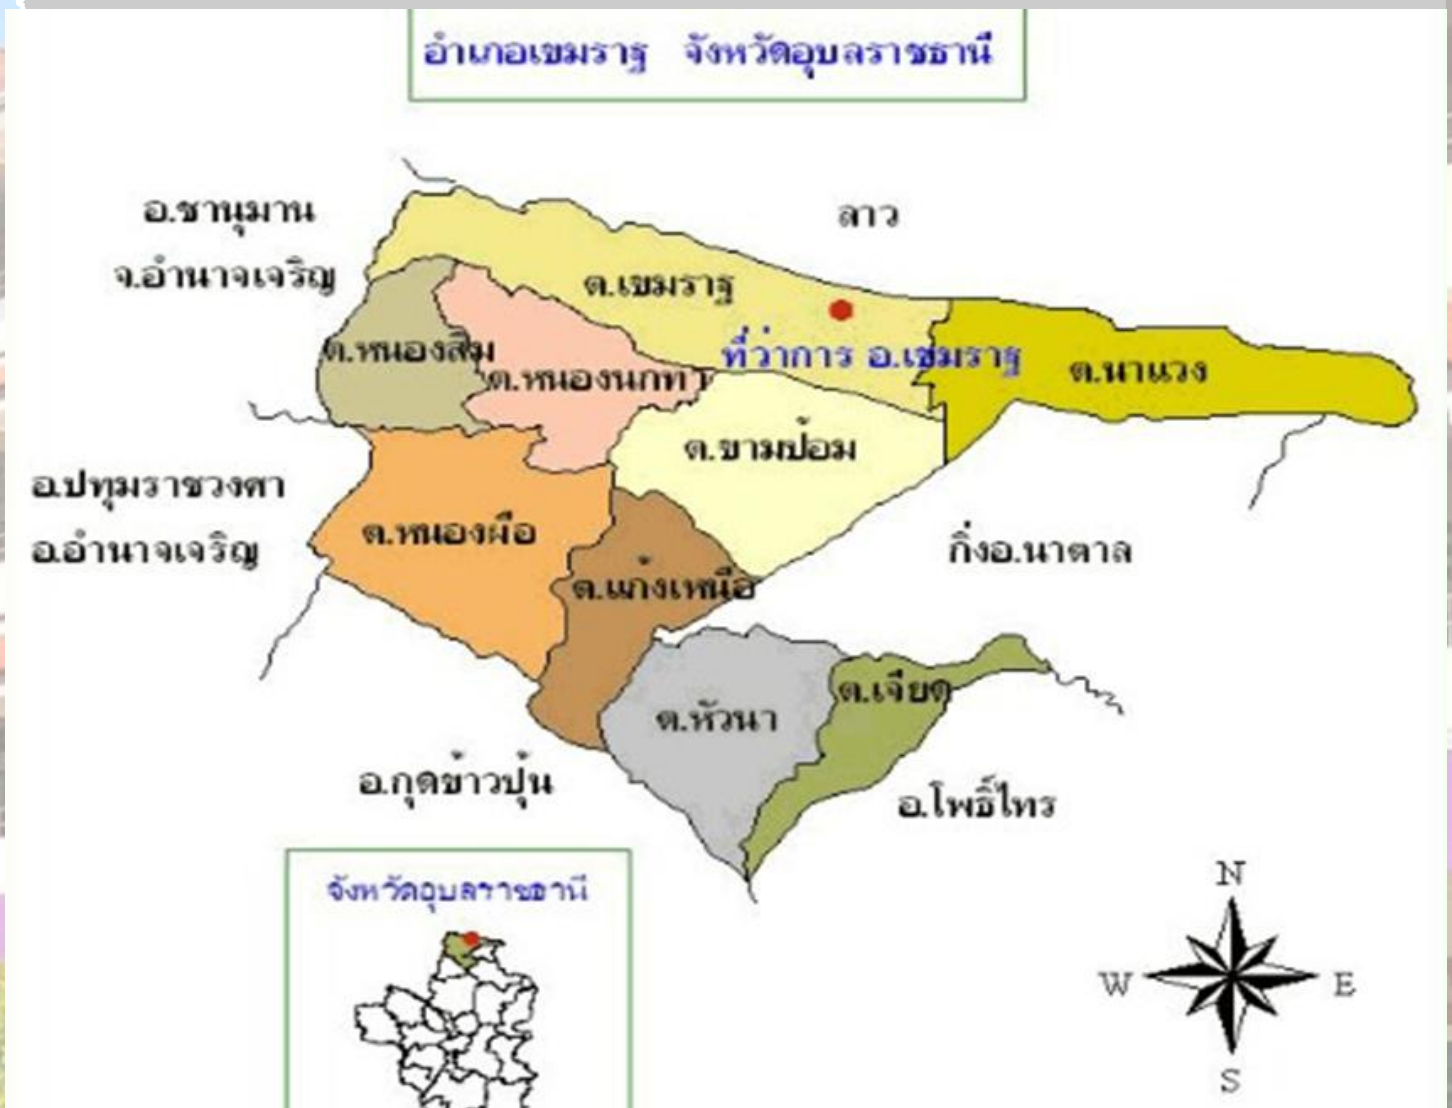 อำเภอเขมราฐ จังหวัดอุบลราชธานี
อ.ชานุมาน
จ.อำนาจเจริญ
ลาว
ต.เขมราฐ
ที่ว่าการ อ.เขมราฐ
ต.นาแวง
ต.หนองสิม
ต.หนองนกทา
ต.ขามป้อม
อ.ปทุมราชวงศา
อ.อำนาจเจริญ
ต.หนองผือ
กิ่งอ.นาตาล
ต.แก้งเหนือ
ต.เจียด
ต.หัวนา
อ.กุดข้าวปุ้น
อ.โพธิ์ไทร
จังหวัดอุบลราชธานี
N
W E
S